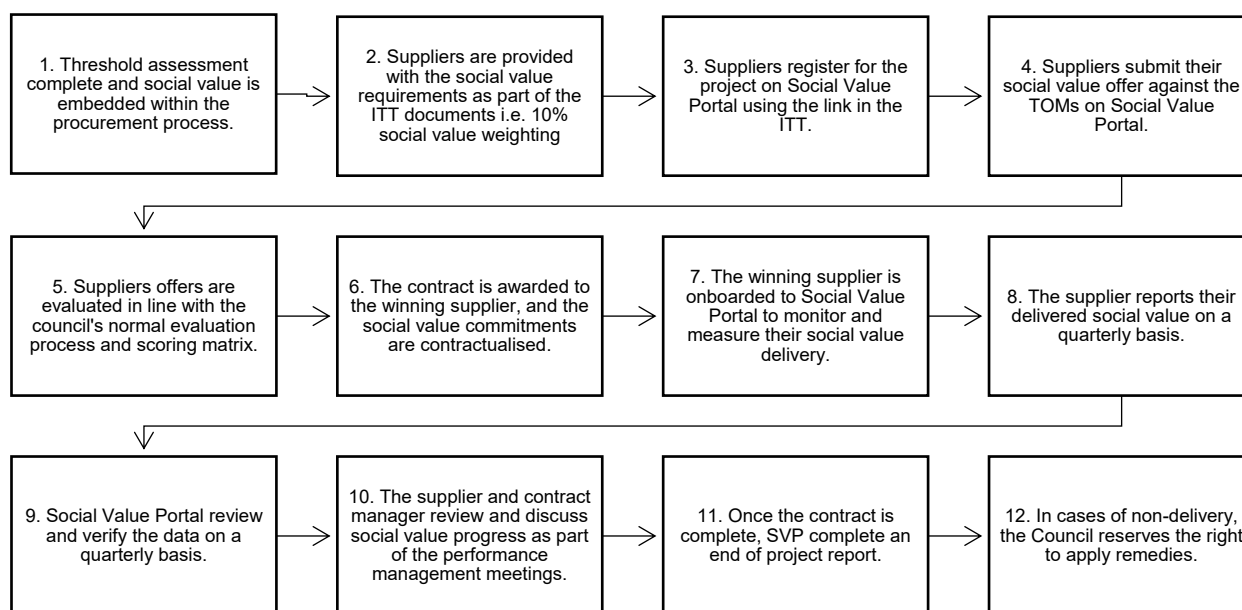 1. Threshold assessment
complete and social value is
embedded within the
procurement process.
2. Suppliers are provided
with the social value
requirements as part of the
ITT documents i.e. 10%
social value weighting
3. Suppliers register for the
project on Social Value
Portal using the link in the
ITT.
4. Suppliers submit their
social value offer against the
TOMs on Social Value
Portal.
5. Suppliers offers are
evaluated in line with the
council's normal evaluation
process and scoring matrix.
6. The contract is awarded to
the winning supplier, and the
social value commitments
are contractualised.
7. The winning supplier is
onboarded to Social Value
Portal to monitor and
measure their social value
delivery.
8. The supplier reports their
delivered social value on a
quarterly basis.
9. Social Value Portal review
and verify the data on a
quarterly basis.
10. The supplier and contract
manager review and discuss
social value progress as part
of the performance
management meetings.
11. Once the contract is
complete, SVP complete an
end of project report.
12. In cases of non-delivery,
the Council reserves the right
to apply remedies.